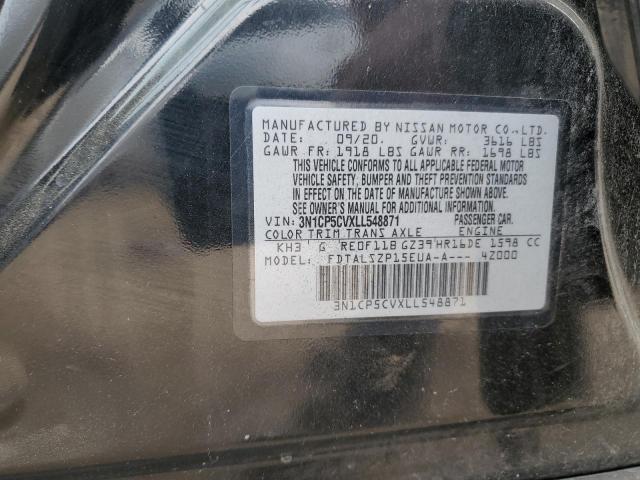 MANUFACTURED BY NISSAN MOTOR CO.,LTD.
DATE: 09/20. GVWR: 3616 LBS
GAWR FR: 1918 LBS GAWR RR: 1698 LBS
THIS VEHICLE CONFORMS TO ALL APPLICABLE FEDERAL MOTOR
VEHICLE SAFETY, BUMPER AND THEFT PREVENTION STANDARDS
IN EFFECT ON THE DATE OF MANUFACTURE SHOWN ABOVE.
SEE OWNER'S MANUAL FOR ADDITIONAL INFORMATION
VIN: 3N1CP5CVXLL548871 PASSENGER CAR.
COLOR TRIM TRANS AXLE ENGINE
KH3 G RE0F11B GZ39 HR16DE 1598 CC
MODEL: FDTALSZP15EUA-A--- 42000
3N1CP5CVXLL548871